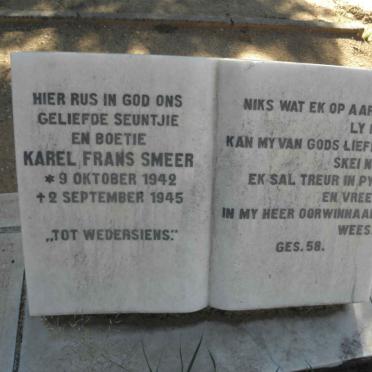 HIER RUS IN GOD ONS
GELIEFDE SEUNTJIE
EN BOETIE
KAREL FRANS SMEER
* 9 OKTOBER 1942
✝ 2 SEPTEMBER 1945
„TOT WEDERSIENS."
NIKS WAT EK OP AAR
LY
KAN MY VAN GODS LIEF
SKEI N
EK SAL TREUR IN PY
EN VREE
IN MY HEER OORWINNAA
WEES
GES. 58.